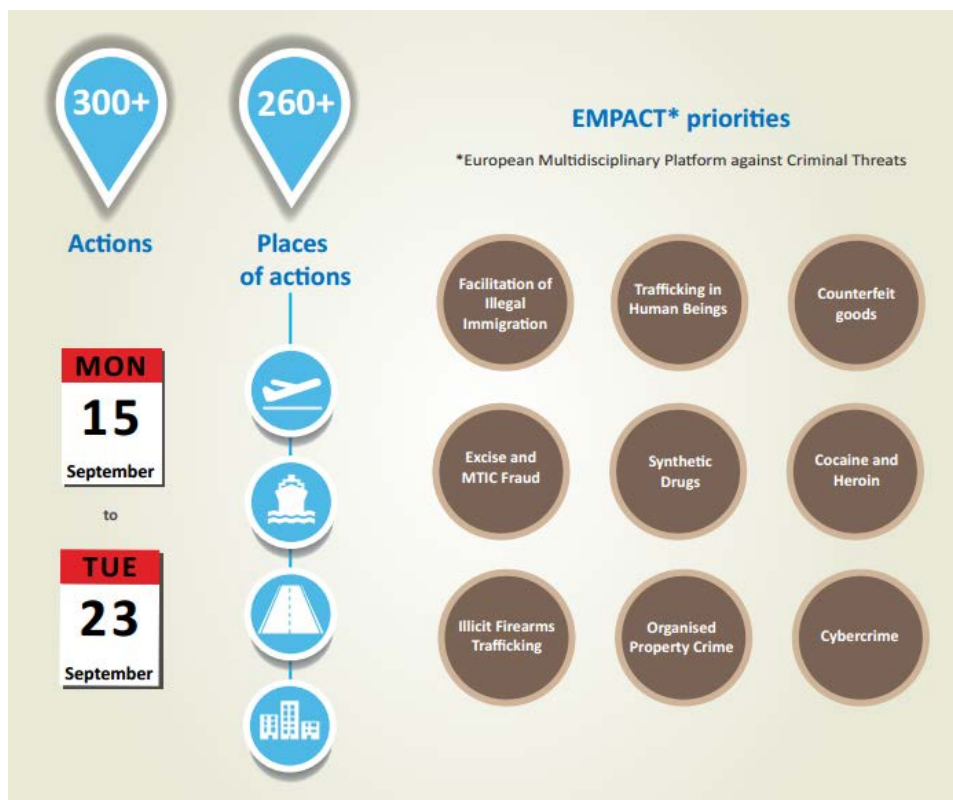 300+
260+
Actions
Places
of actions
MON
15
September
to
TUE
23
September
EMPACT* priorities
*European Multidisciplinary Platform against Criminal Threats
Facilitation of
Illegal
Immigration
Trafficking in
Human Beings
Counterfeit
goods
Excise and
MTIC Fraud
Synthetic
Drugs
Cocaine and
Heroin
Illicit Firearms
Trafficking
Organised
Property Crime
Cybercrime